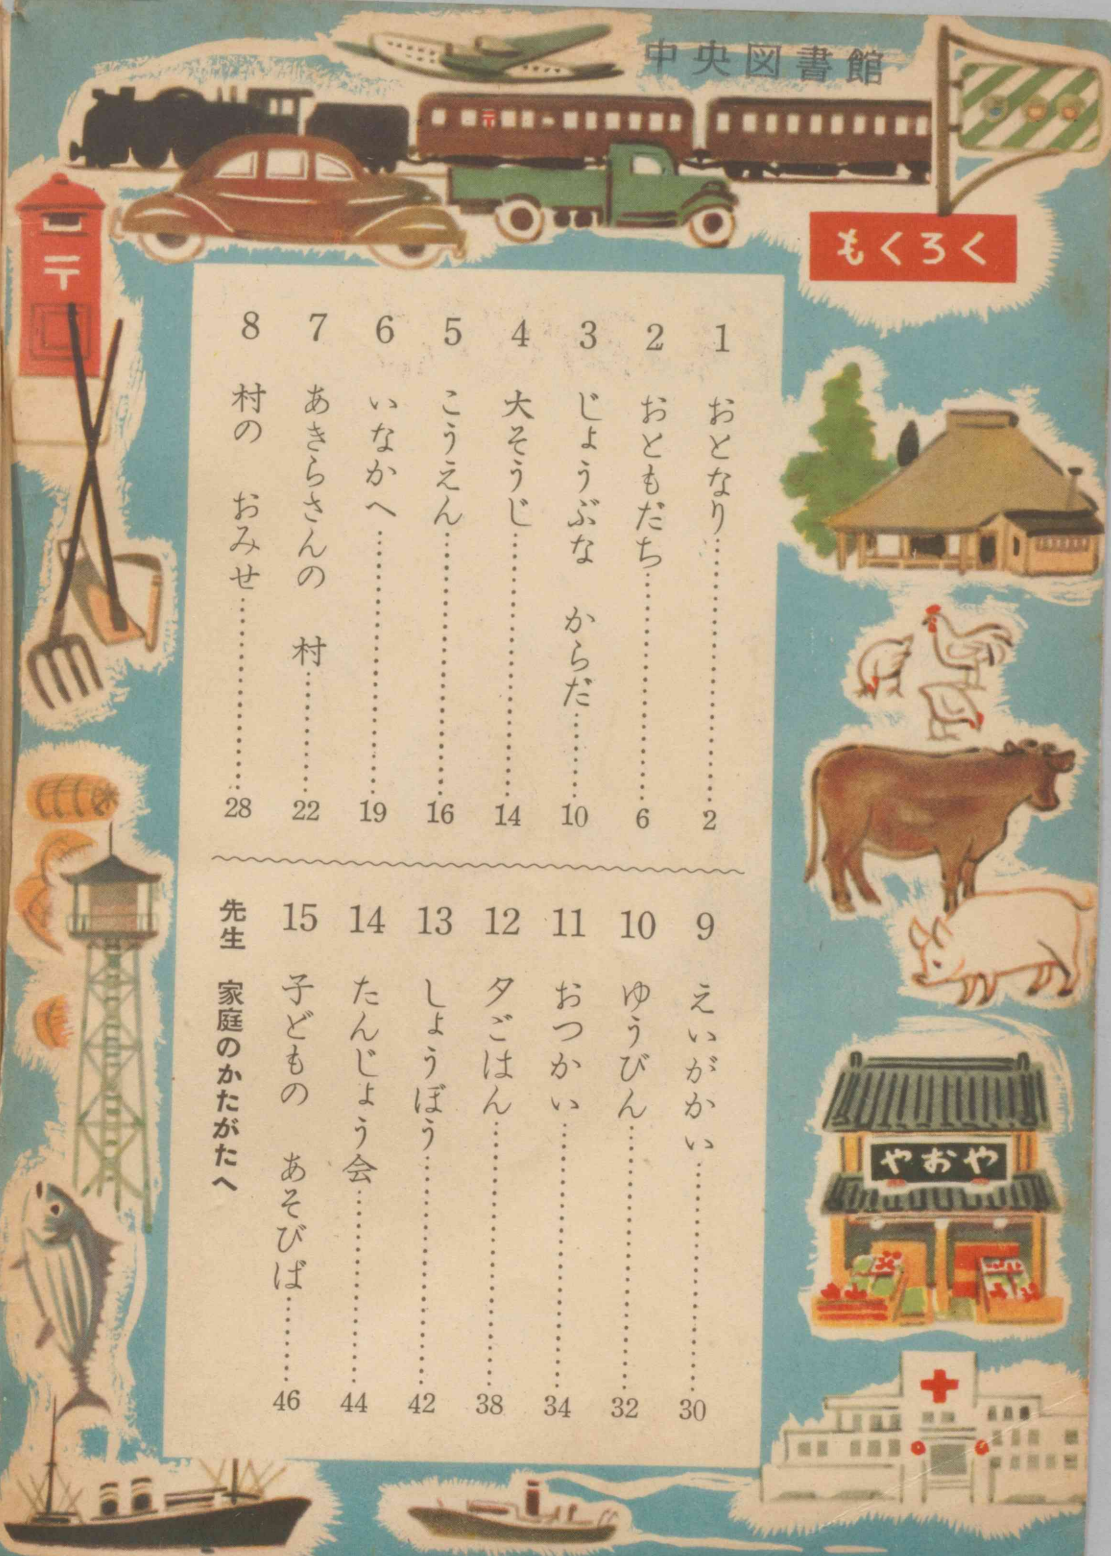 中央図書館
もくろく
1 おとなり 2
2 おともだち 6
3 じょうぶな からだ 10
4 大そうじ 14
5 こうえん 16
6 いなかへ 19
7 あきらさんの 村 22
8 村の おみせ 28
9 えいがかい 30
10 ゆうびん 32
11 おつかい 34
12 夕ごはん 38
13 しょうぼう 42
14 たんじょう会 44
15 子どもの あそびば 46
先生 家庭のかたがたへ
やおや
〒
〒